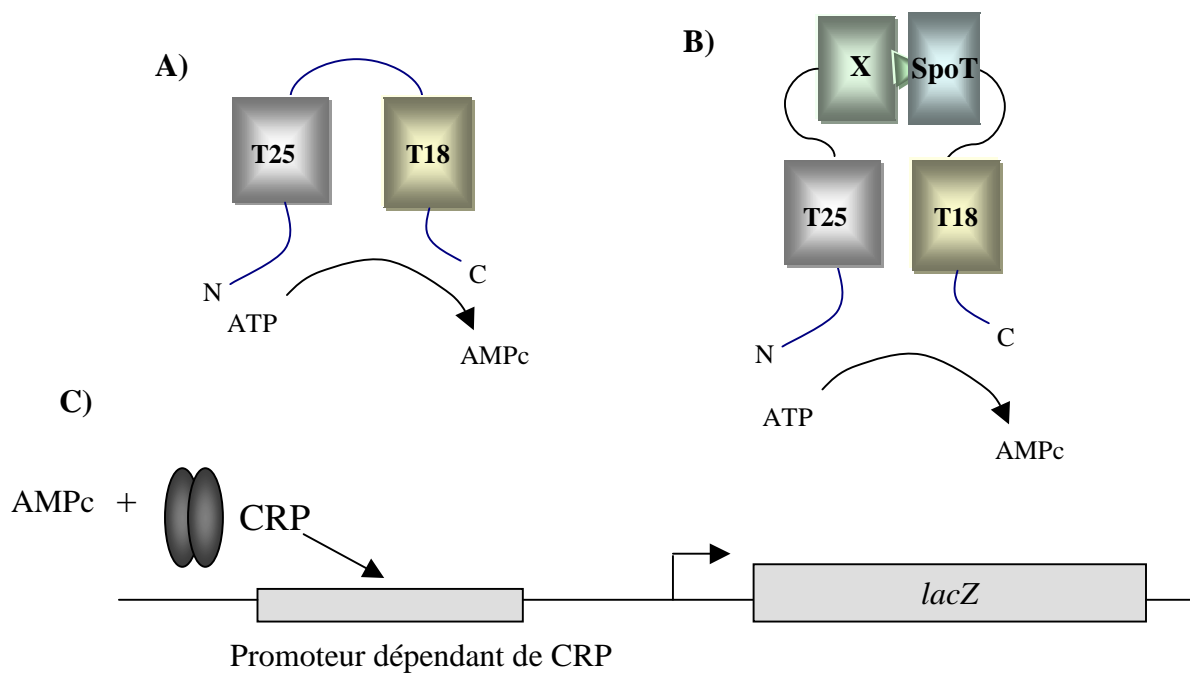 A)
T25 T18
N
C
ATP
AMPc
B)
X SpoT
T25 T18
N
C
ATP
AMPc
C)
AMPc + CRP
lacZ
Promoteur dépendant de CRP